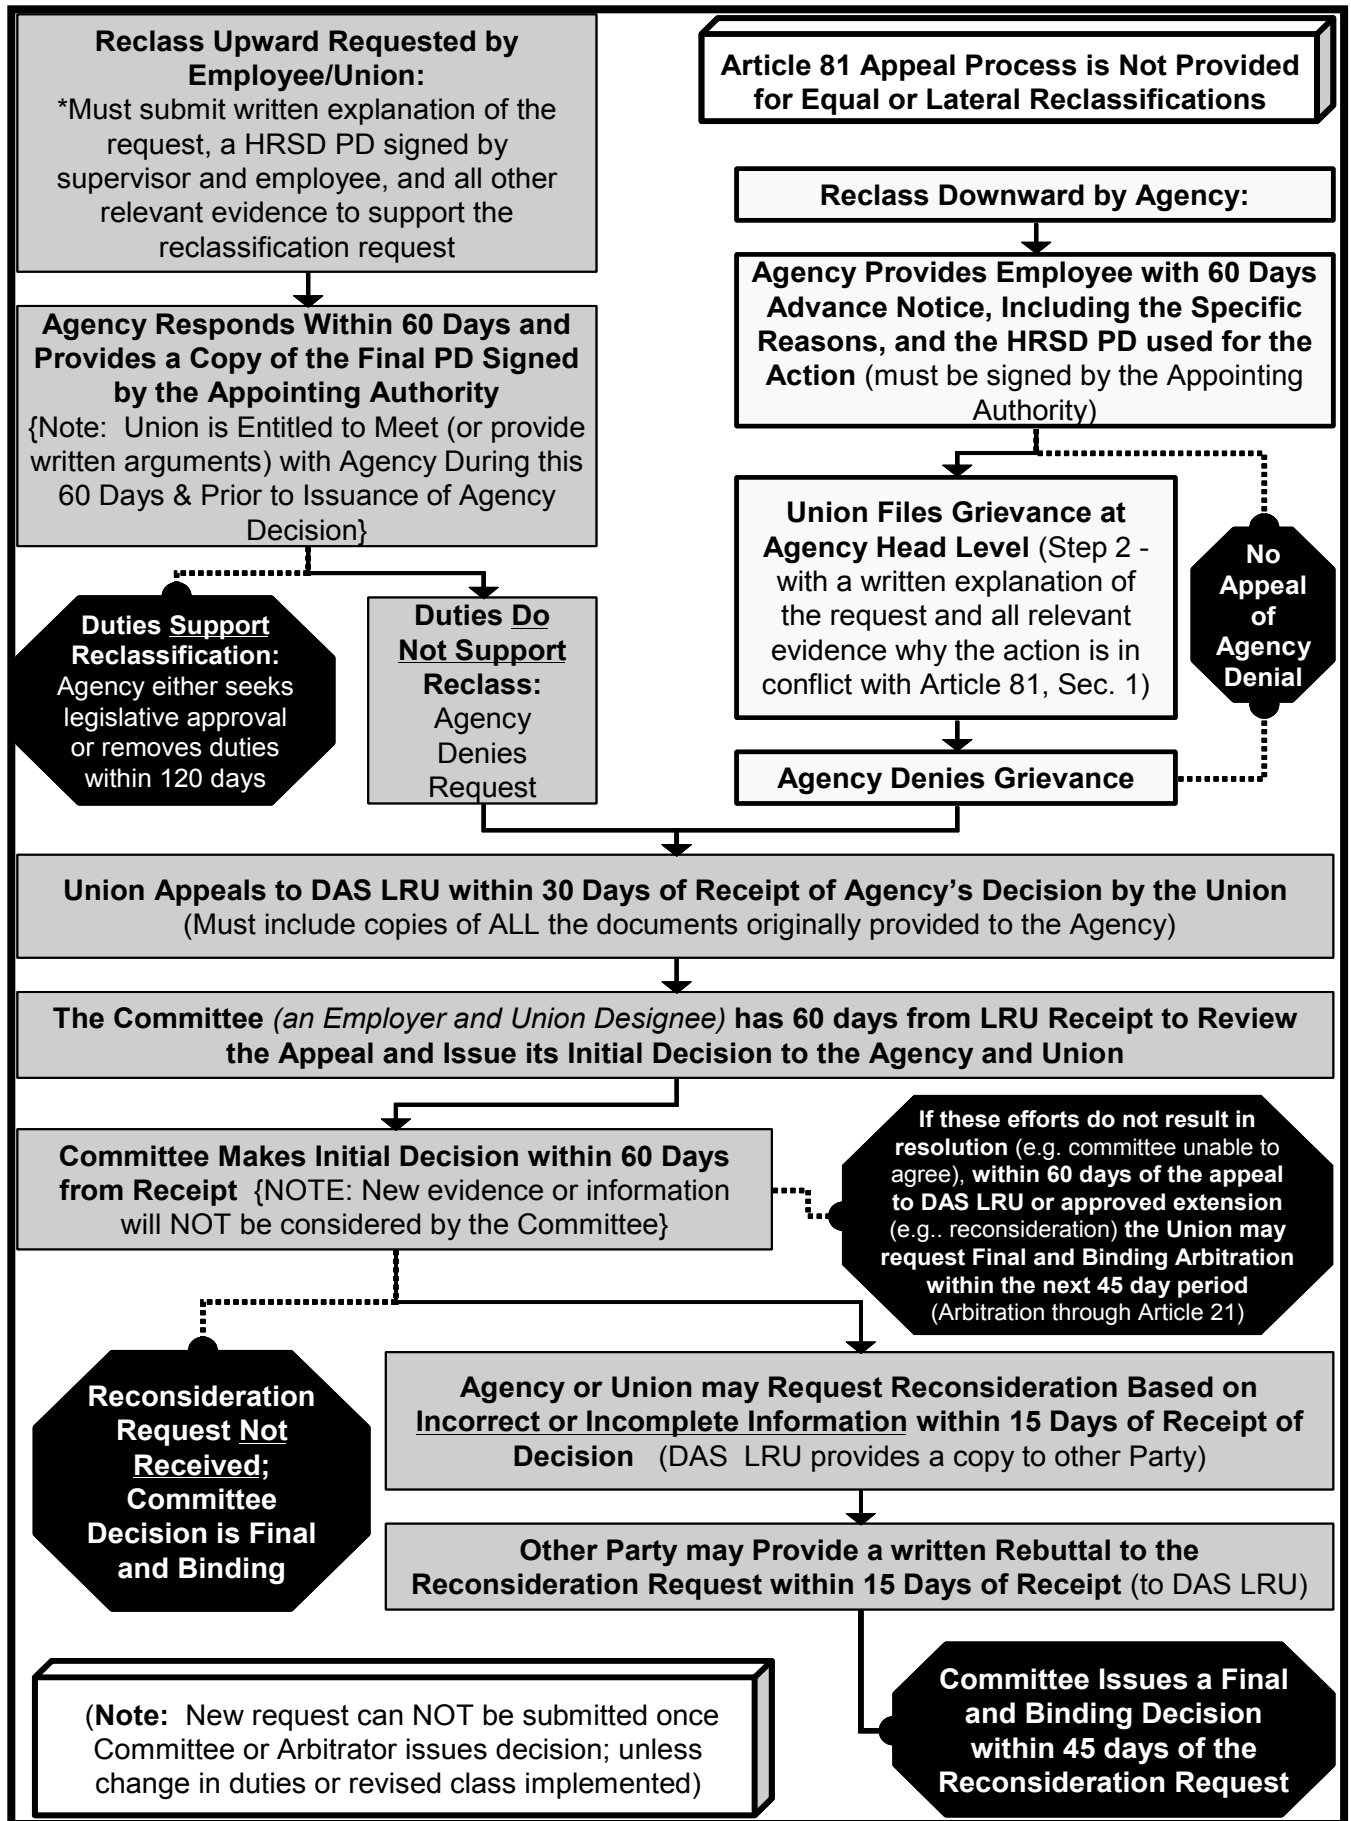 Reclass Upward Requested by
Employee/Union:
*Must submit written explanation of the
request, a HRSD PD signed by
supervisor and employee, and all other
relevant evidence to support the
reclassification request
Article 81 Appeal Process is Not Provided
for Equal or Lateral Reclassifications
Reclass Downward by Agency:
Agency Provides Employee with 60 Days
Advance Notice, Including the Specific
Reasons, and the HRSD PD used for the
Action (must be signed by the Appointing
Authority)
Agency Responds Within 60 Days and
Provides a Copy of the Final PD Signed
by the Appointing Authority
{Note:  Union is Entitled to Meet (or provide
written arguments) with Agency During this
60 Days & Prior to Issuance of Agency
Decision}
Union Files Grievance at
Agency Head Level (Step 2 -
with a written explanation of
the request and all relevant
evidence why the action is in
conflict with Article 81, Sec. 1)
No
Appeal
of
Agency
Denial
Duties Support
Reclassification:
Agency either seeks
legislative approval
or removes duties
within 120 days
Duties Do
Not Support
Reclass:
Agency
Denies
Request
Agency Denies Grievance
Union Appeals to DAS LRU within 30 Days of Receipt of Agency's Decision by the Union
(Must include copies of ALL the documents originally provided to the Agency)
The Committee (an Employer and Union Designee) has 60 days from LRU Receipt to Review
the Appeal and Issue its Initial Decision to the Agency and Union
Committee Makes Initial Decision within 60 Days
from Receipt  {NOTE: New evidence or information
will NOT be considered by the Committee}
If these efforts do not result in
resolution (e.g. committee unable to
agree), within 60 days of the appeal
to DAS LRU or approved extension
(e.g.. reconsideration) the Union may
request Final and Binding Arbitration
within the next 45 day period
(Arbitration through Article 21)
Reconsideration
Request Not
Received;
Committee
Decision is Final
and Binding
Agency or Union may Request Reconsideration Based on
Incorrect or Incomplete Information within 15 Days of Receipt of
Decision   (DAS  LRU provides a copy to other Party)
Other Party may Provide a written Rebuttal to the
Reconsideration Request within 15 Days of Receipt (to DAS LRU)
Committee Issues a Final
and Binding Decision
within 45 days of the
Reconsideration Request
(Note:  New request can NOT be submitted once
Committee or Arbitrator issues decision; unless
change in duties or revised class implemented)